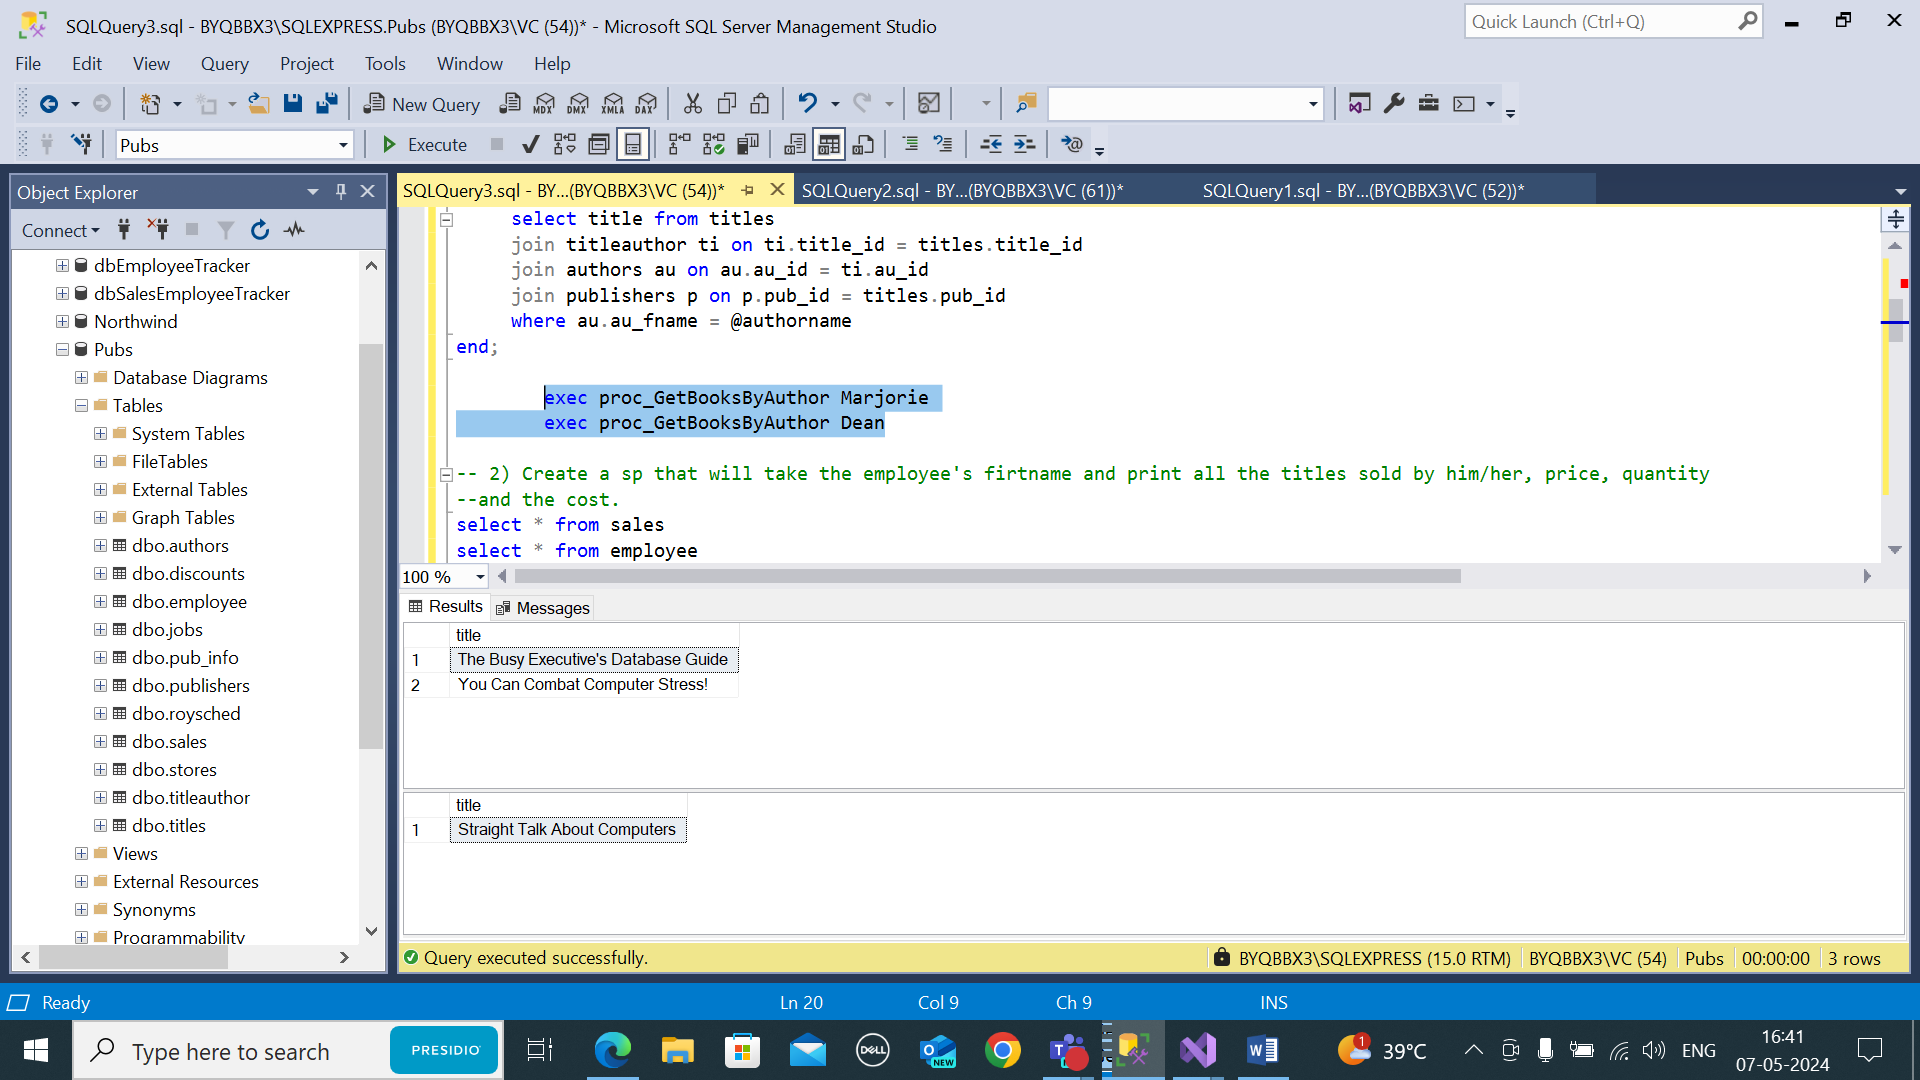 SQLQuery3.sql - BYQBBX3\SQLEXPRESS.Pubs (BYQBBX3\VC (54))* - Microsoft SQL Server Management Studio
Quick Launch (Ctrl+Q)
File Edit View Query Project Tools Window Help
New Query
MDX DMX XMLA DAX
Pubs
Execute
Object Explorer
Connect
dbEmployeeTracker
dbSalesEmployeeTracker
Northwind
Pubs
Database Diagrams
Tables
System Tables
FileTables
External Tables
Graph Tables
dbo.authors
dbo.discounts
dbo.employee
dbo.jobs
dbo.pub_info
dbo.publishers
dbo.roysched
dbo.sales
dbo.stores
dbo.titleauthor
dbo.titles
Views
External Resources
Synonyms
Programmability
SQLQuery3.sql - BY...(BYQBBX3\VC (54))*
SQLQuery2.sql - BY...(BYQBBX3\VC (61))*
SQLQuery1.sql - BY...(BYQBBX3\VC (52))*
select title from titles
join titleauthor ti on ti.title_id = titles.title_id
join authors au on au.au_id = ti.au_id
join publishers p on p.pub_id = titles.pub_id
where au.au_fname = @authorname
end;
exec proc_GetBooksByAuthor Marjorie
exec proc_GetBooksByAuthor Dean
-- 2) Create a sp that will take the employee's firtname and print all the titles sold by him/her, price, quantity
--and the cost.
select * from sales
select * from employee
100 %
Results Messages
title
1 The Busy Executive's Database Guide
2 You Can Combat Computer Stress!
title
1 Straight Talk About Computers
Query executed successfully.
BYQBBX3\SQLEXPRESS (15.0 RTM) BYQBBX3\VC (54) Pubs 00:00:00 3 rows
Ready Ln 20 Col 9 Ch 9 INS
Type here to search
PRESIDIO
DELL
NEW
1
39°C
ENG
16:41
07-05-2024